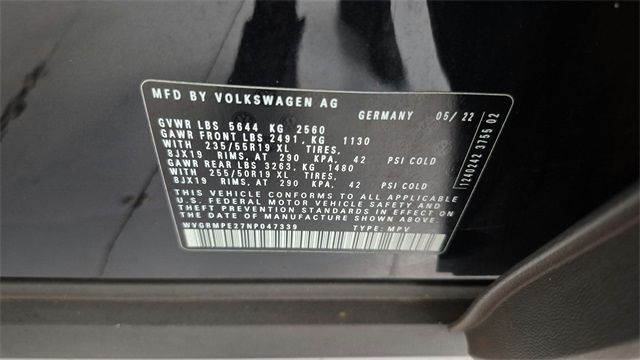 MFD BY VOLKSWAGEN AG
GERMANY 05/ 22
GVWR LBS 5644 KG 2560
GAWR FRONT LBS 2491, KG 1130
WITH 235/55R19 XL TIRES,
8JX19 RIMS, AT 290 KPA, 42 PSI COLD
GAWR REAR LBS 3263, KG 1480
WITH 255/50R19 XL TIRES,
8JX19 RIMS, AT 290 KPA, 42 PSI COLD
THIS VEHICLE CONFORMS TO ALL APPLICABLE
U.S. FEDERAL MOTOR VEHICLE SAFETY AND
THEFT PREVENTION STANDARDS IN EFFECT ON
THE DATE OF MANUFACTURE SHOWN ABOVE.
WVGRMPE27NP047339 TYPE: MPV
1240242 3755 02